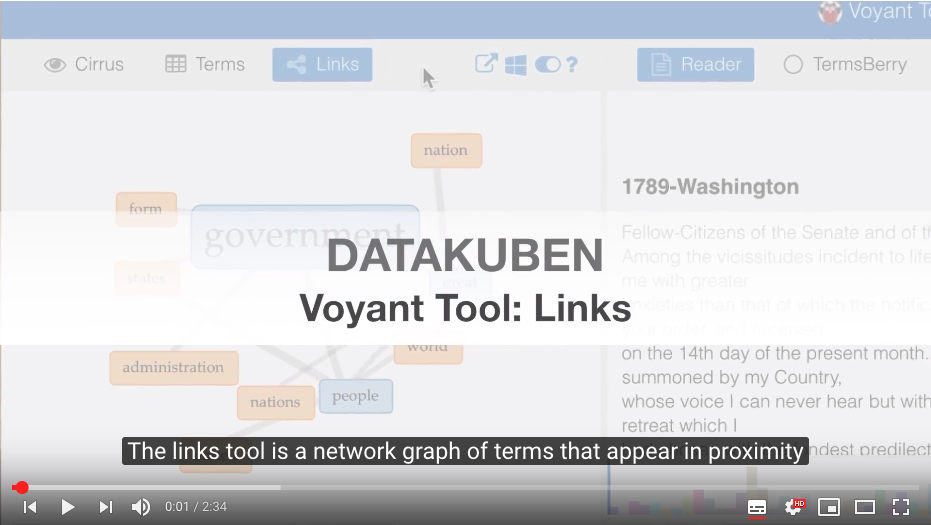 Voyant To
Cirrus
Terms
Links
?
Reader
TermsBerry
nation
form
government
states
administration
nations
people
world
1789-Washington
Fellow-Citizens of the Senate and of th
Among the vicissitudes incident to life
me with greater
anxieties than that of which the notific
on the 14th day of the present month.
summoned by my Country,
whose voice I can never hear but with
retreat which I
ndest predilect
DATAKUBEN
Voyant Tool: Links
The links tool is a network graph of terms that appear in proximity
0:01 / 2:34
HD